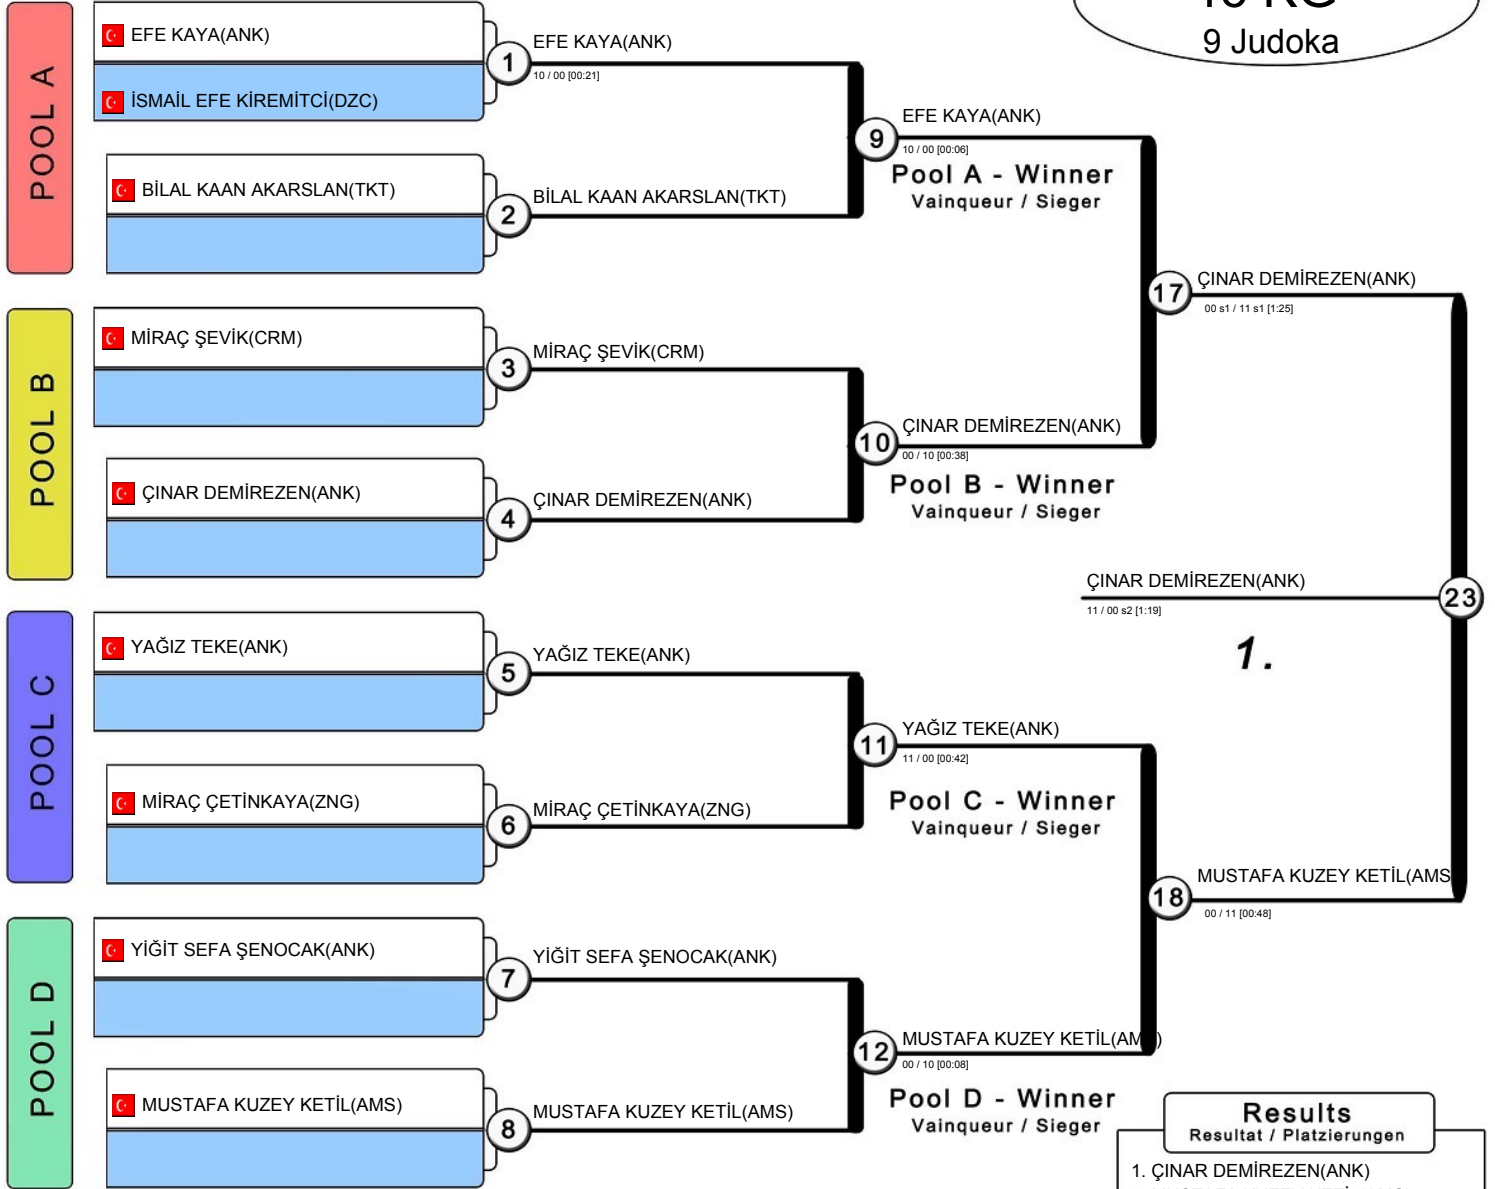 9 Judoka
POOL A
EFE KAYA(ANK)
İSMAİL EFE KİREMİTCİ(DZC)
BİLAL KAAN AKARSLAN(TKT)
1
EFE KAYA(ANK)
10 / 00 [00:21]
2
BİLAL KAAN AKARSLAN(TKT)
9
EFE KAYA(ANK)
10 / 00 [00:06]
Pool A - Winner
Vainqueur / Sieger
POOL B
MİRAÇ ŞEVİK(CRM)
ÇINAR DEMİREZEN(ANK)
3
MİRAÇ ŞEVİK(CRM)
4
ÇINAR DEMİREZEN(ANK)
10
ÇINAR DEMİREZEN(ANK)
00 / 10 [00:38]
Pool B - Winner
Vainqueur / Sieger
17
ÇINAR DEMİREZEN(ANK)
00 s1 / 11 s1 [1:25]
POOL C
YAĞIZ TEKE(ANK)
MİRAÇ ÇETİNKAYA(ZNG)
5
YAĞIZ TEKE(ANK)
6
MİRAÇ ÇETİNKAYA(ZNG)
11
YAĞIZ TEKE(ANK)
11 / 00 [00:42]
Pool C - Winner
Vainqueur / Sieger
POOL D
YİĞİT SEFA ŞENOCAK(ANK)
MUSTAFA KUZEY KETİL(AMS)
7
YİĞİT SEFA ŞENOCAK(ANK)
8
MUSTAFA KUZEY KETİL(AMS)
12
MUSTAFA KUZEY KETİL(AMS)
00 / 10 [00:08]
Pool D - Winner
Vainqueur / Sieger
18
MUSTAFA KUZEY KETİL(AMS
00 / 11 [00:48]
23
ÇINAR DEMİREZEN(ANK)
11 / 00 s2 [1:19]
1.
Results
Resultat / Platzierungen
1. ÇINAR DEMİREZEN(ANK)